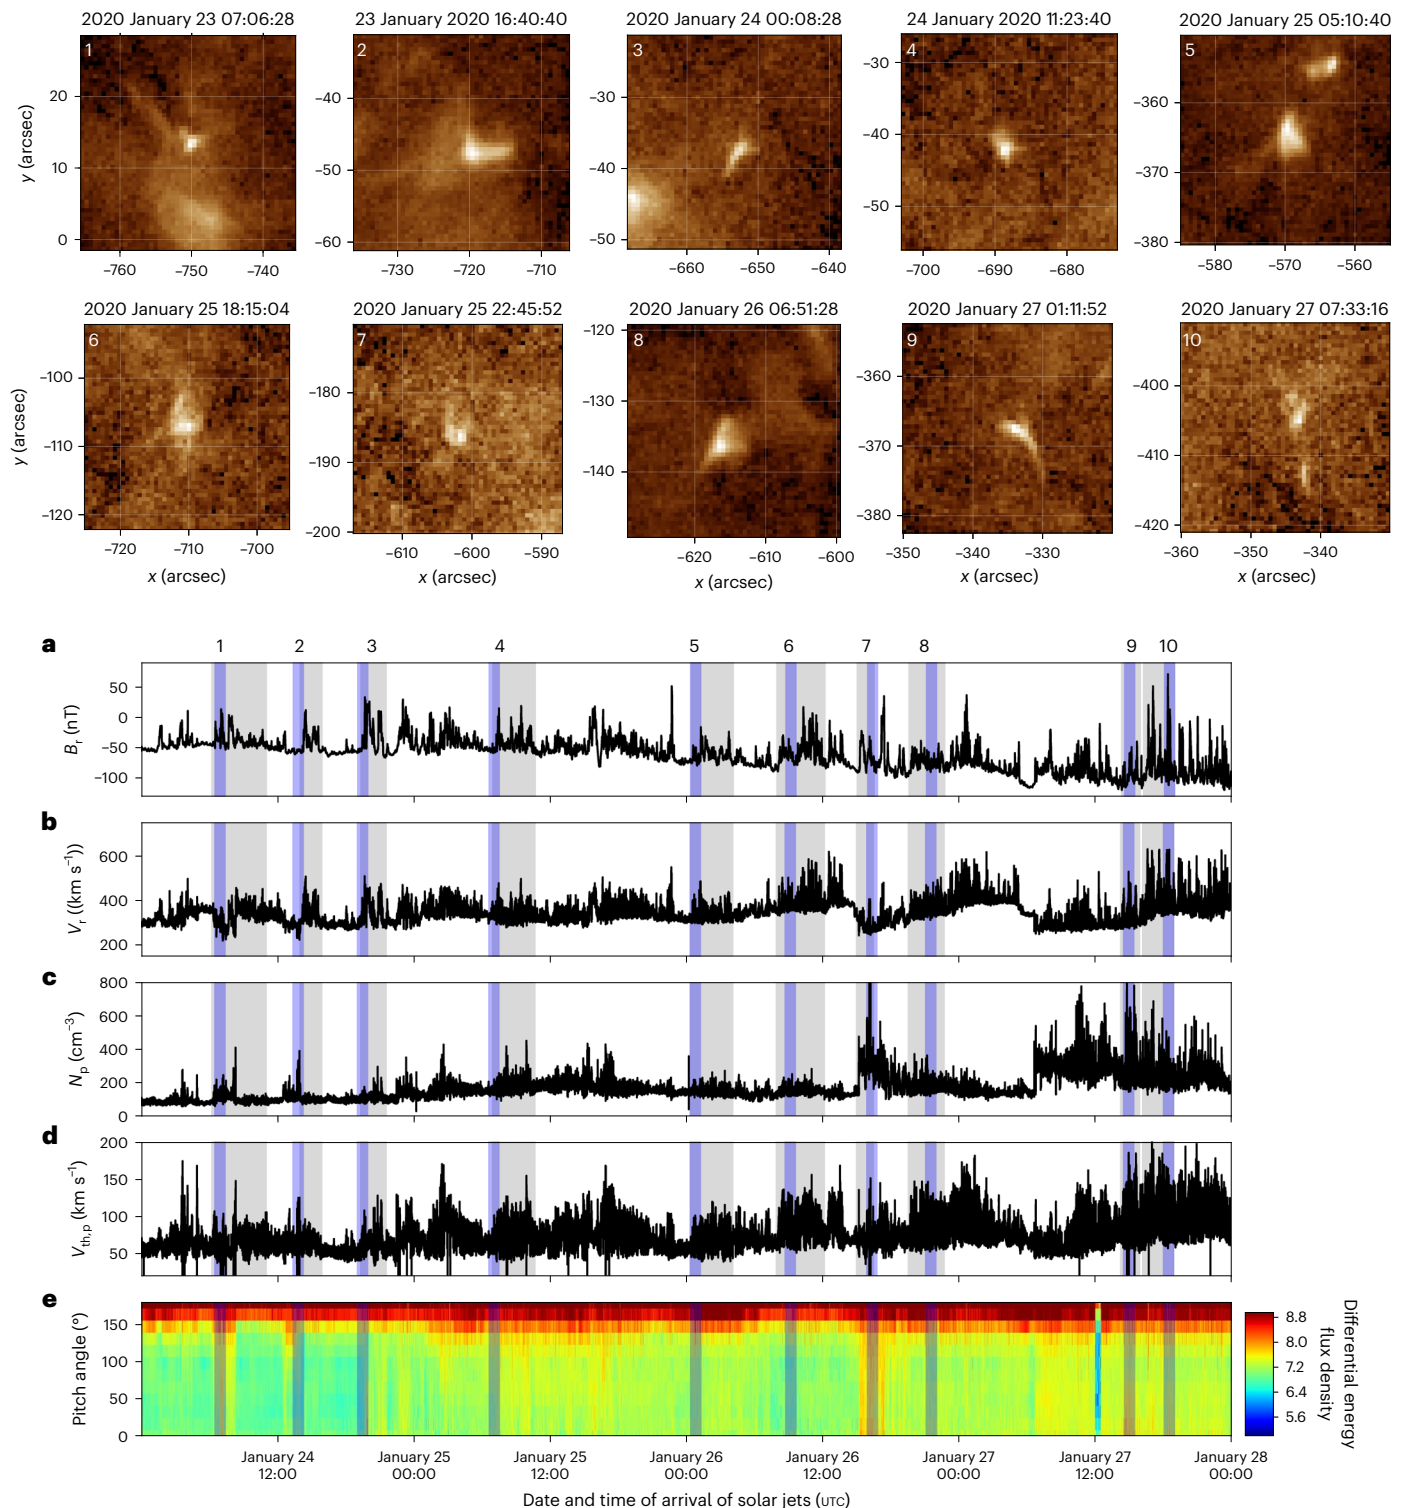 2020 January 23 07:06:28
23 January 2020 16:40:40
2020 January 24 00:08:28
24 January 2020 11:23:40
2020 January 25 05:10:40
1
2
3
4
5
y (arcsec)
20
10
0
−760
−750
−740
−40
−50
−60
−730
−720
−710
−30
−40
−50
−660
−650
−640
−30
−40
−50
−700
−690
−680
−360
−370
−380
−580
−570
−560
2020 January 25 18:15:04
2020 January 25 22:45:52
2020 January 26 06:51:28
2020 January 27 01:11:52
2020 January 27 07:33:16
6
7
8
9
10
y (arcsec)
−100
−110
−120
−720
−710
−700
−180
−190
−200
−610
−600
−590
−120
−130
−140
−620
−610
−600
−360
−370
−380
−350
−340
−330
−400
−410
−420
−360
−350
−340
x (arcsec)
x (arcsec)
x (arcsec)
x (arcsec)
x (arcsec)
a
1 2 3 4 5 6 7 8 9 10
B_r (nT)
50
0
−50
−100
b
V_r ((km s⁻¹))
600
400
200
c
N_p (cm⁻³)
800
600
400
200
0
d
V_th,p (km s⁻¹)
200
150
100
50
e
Pitch angle (°)
150
100
50
0
8.8
8.0
7.2
6.4
5.6
Differential energy
flux density
January 24 January 25 January 25 January 26 January 26 January 27 January 27 January 28
12:00 00:00 12:00 00:00 12:00 00:00 12:00 00:00
Date and time of arrival of solar jets (UTC)